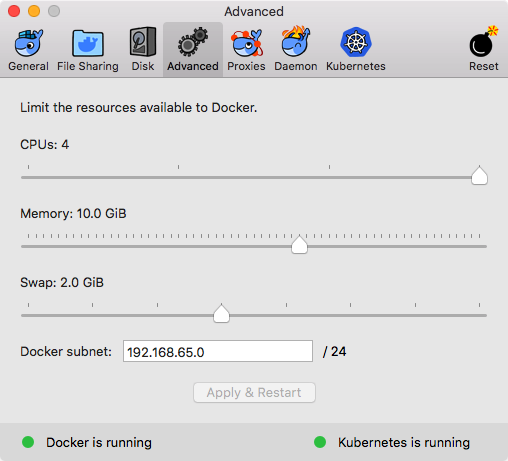 Advanced
General File Sharing Disk Advanced Proxies Daemon Kubernetes Reset
Limit the resources available to Docker.
CPUs: 4
Memory: 10.0 GiB
Swap: 2.0 GiB
Docker subnet: 192.168.65.0 / 24
Apply & Restart
Docker is running Kubernetes is running